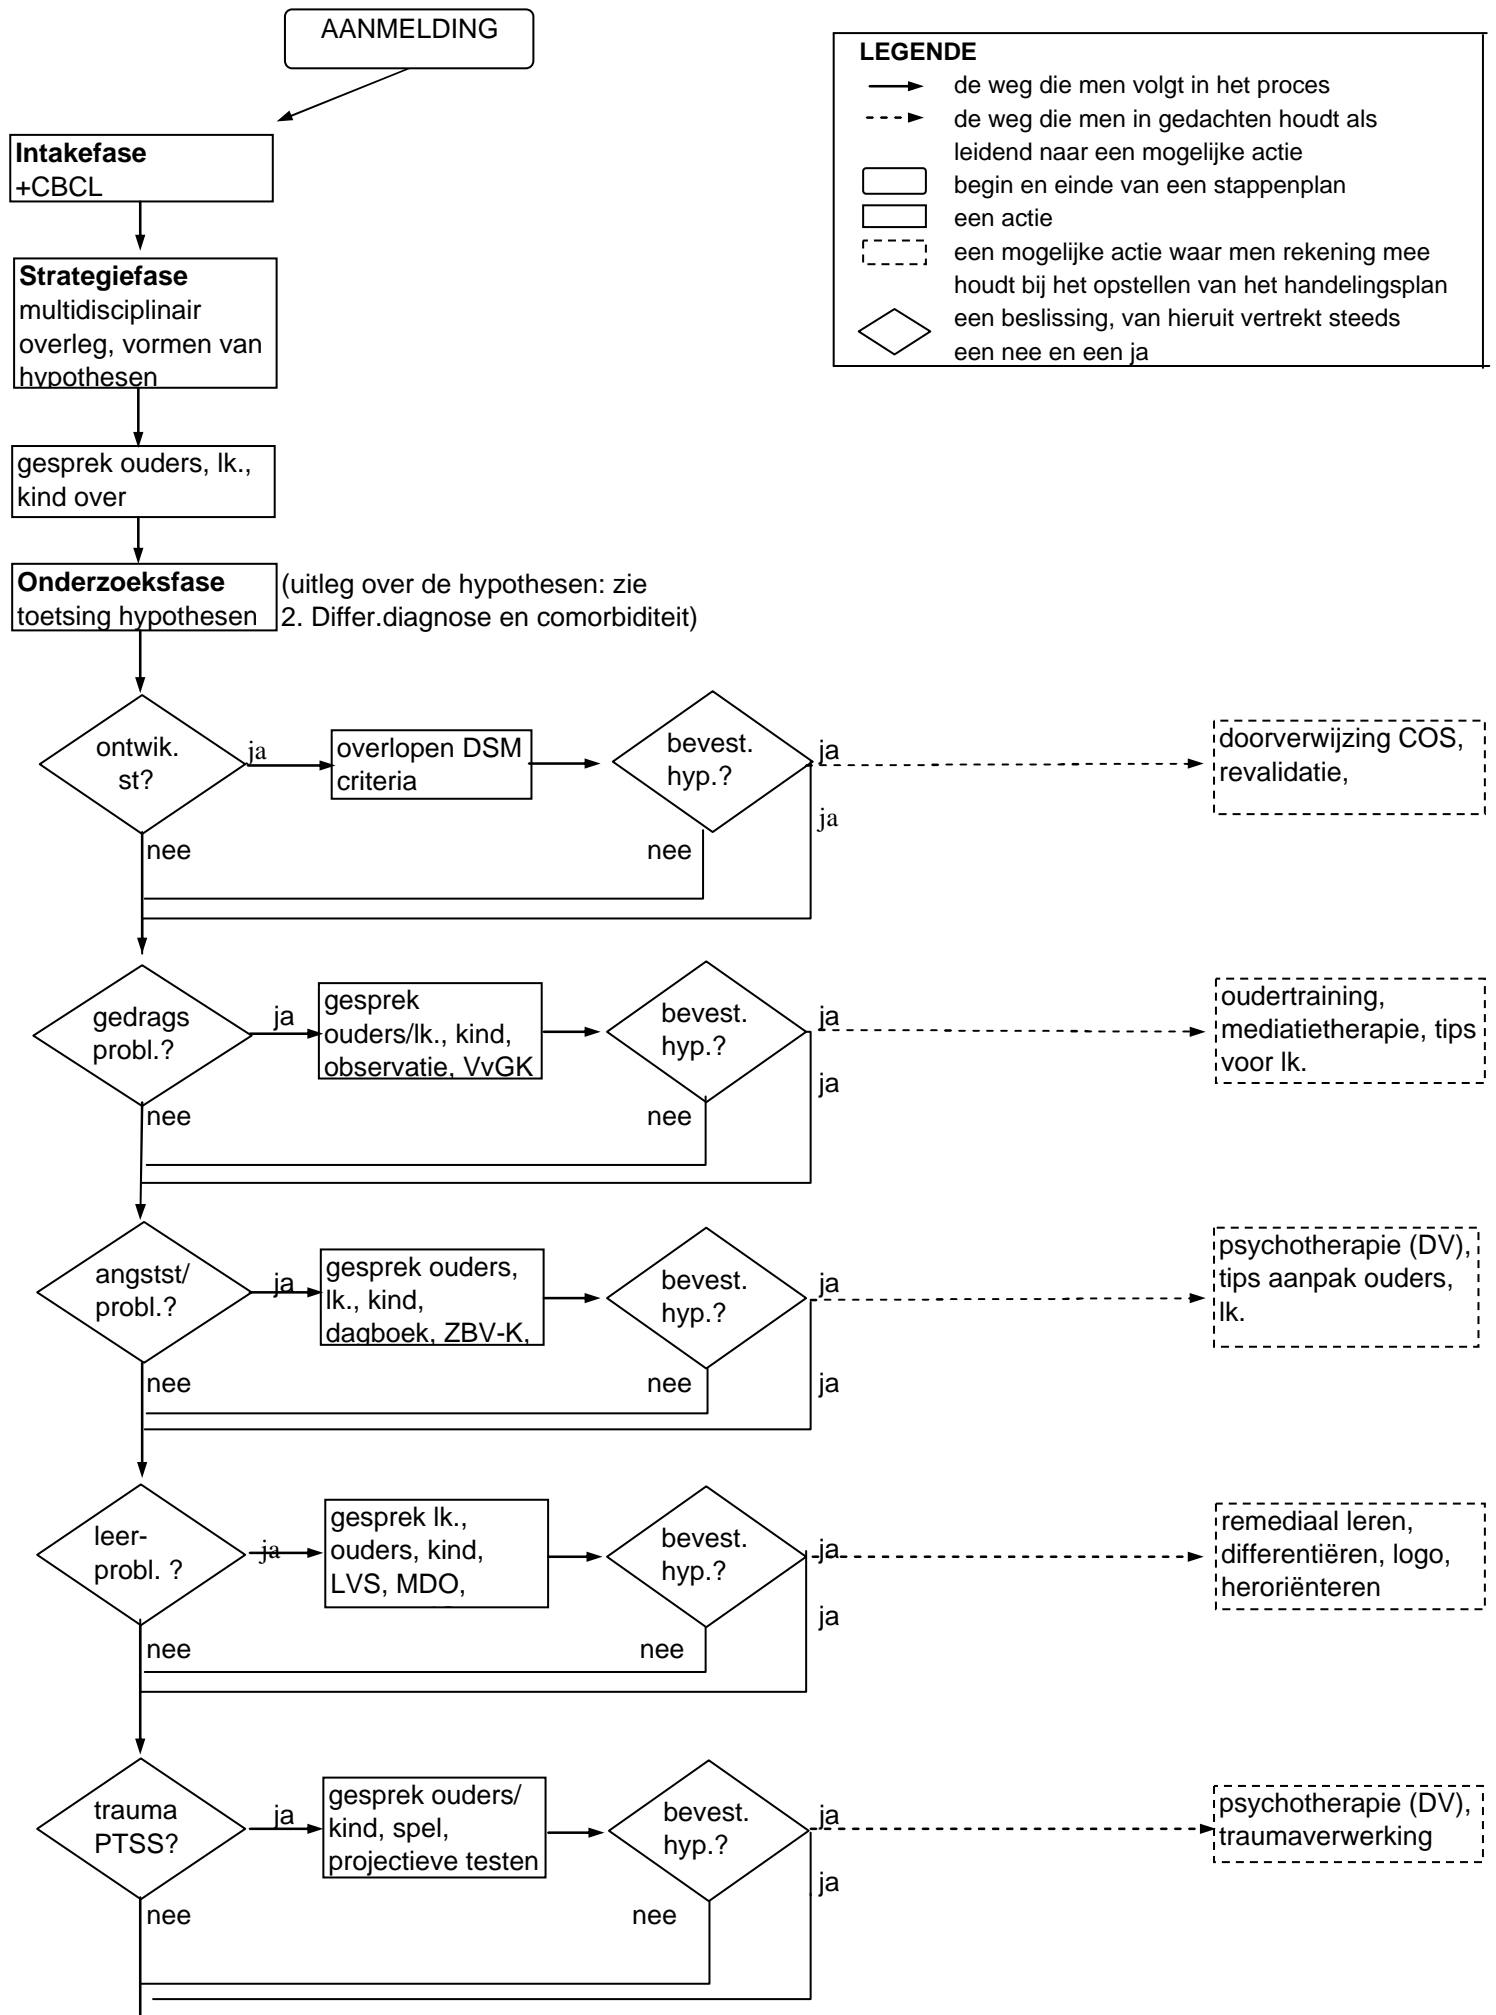 AANMELDING
LEGENDE
de weg die men volgt in het proces
de weg die men in gedachten houdt als
leidend naar een mogelijke actie
begin en einde van een stappenplan
een actie
een mogelijke actie waar men rekening mee
houdt bij het opstellen van het handelingsplan
een beslissing, van hieruit vertrekt steeds
een nee en een ja
Intakefase
+CBCL
Strategiefase
multidisciplinair
overleg, vormen van
hypothesen
gesprek ouders, lk.,
kind over
Onderzoeksfase
toetsing hypothesen
(uitleg over de hypothesen: zie
2. Differ.diagnose en comorbiditeit)
ontwik.
st?
ja
overlopen DSM
criteria
bevest.
hyp.?
ja
doorverwijzing COS,
revalidatie,
ja
nee
nee
gedrags
probl.?
ja
gesprek
ouders/lk., kind,
observatie, VvGK
bevest.
hyp.?
ja
oudertraining,
mediatietherapie, tips
voor lk.
ja
nee
nee
angstst/
probl.?
ja
gesprek ouders,
lk., kind,
dagboek, ZBV-K,
bevest.
hyp.?
ja
psychotherapie (DV),
tips aanpak ouders,
lk.
ja
nee
nee
leer-
probl. ?
ja
gesprek lk.,
ouders, kind,
LVS, MDO,
bevest.
hyp.?
ja
remediaal leren,
differentiëren, logo,
heroriënteren
ja
nee
nee
trauma
PTSS?
ja
gesprek ouders/
kind, spel,
projectieve testen
bevest.
hyp.?
ja
psychotherapie (DV),
traumaverwerking
ja
nee
nee